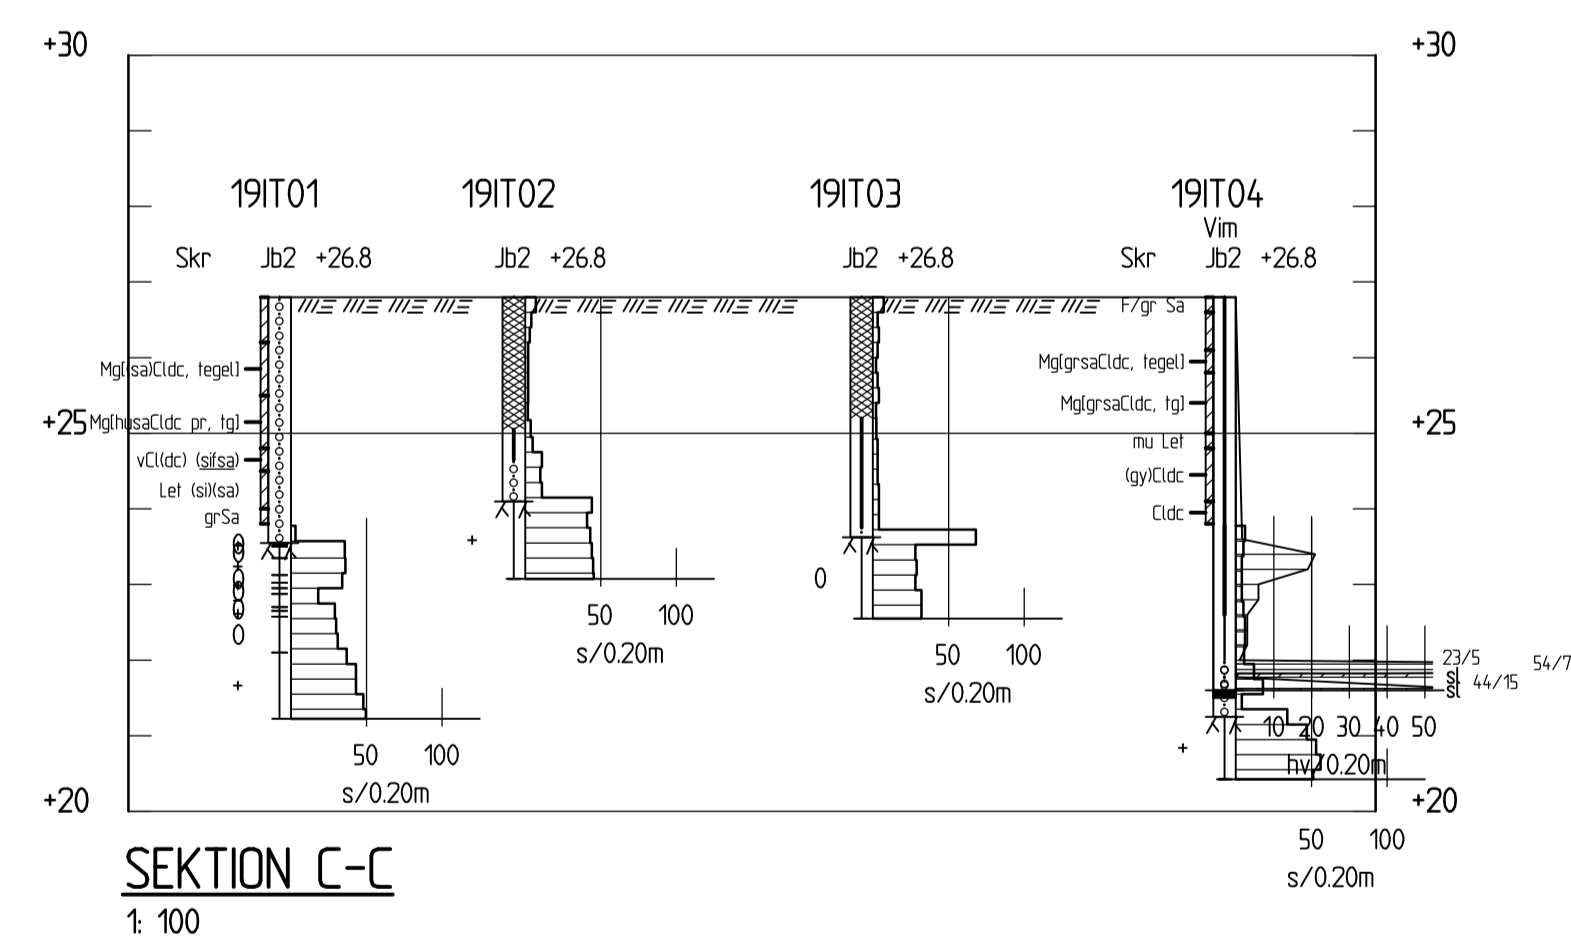 +30 +30
19IT01 19IT02 19IT03 19IT04
Vim
Skr Jb2 +26.8 Jb2 +26.8 Jb2 +26.8 Skr Jb2 +26.8
F/gr Sa
Mg[grsaCldc, tegel]
Mg[(sa)Cldc, tegel]
Mg[grsaCldc, tg]
+25 Mg[husaCldc pr, tg] +25
mu Let
vCl(dc) (sifsa)
(gy)Cldc
Let (si)(sa)
Cldc
grSa
50 100
s/0.20m
50 100
s/0.20m
23/5 54/7
st
44/15
st
10 20 30 40 50
hv/0.20m
50 100
s/0.20m
+20 +20
50 100
s/0.20m
SEKTION C-C
1: 100